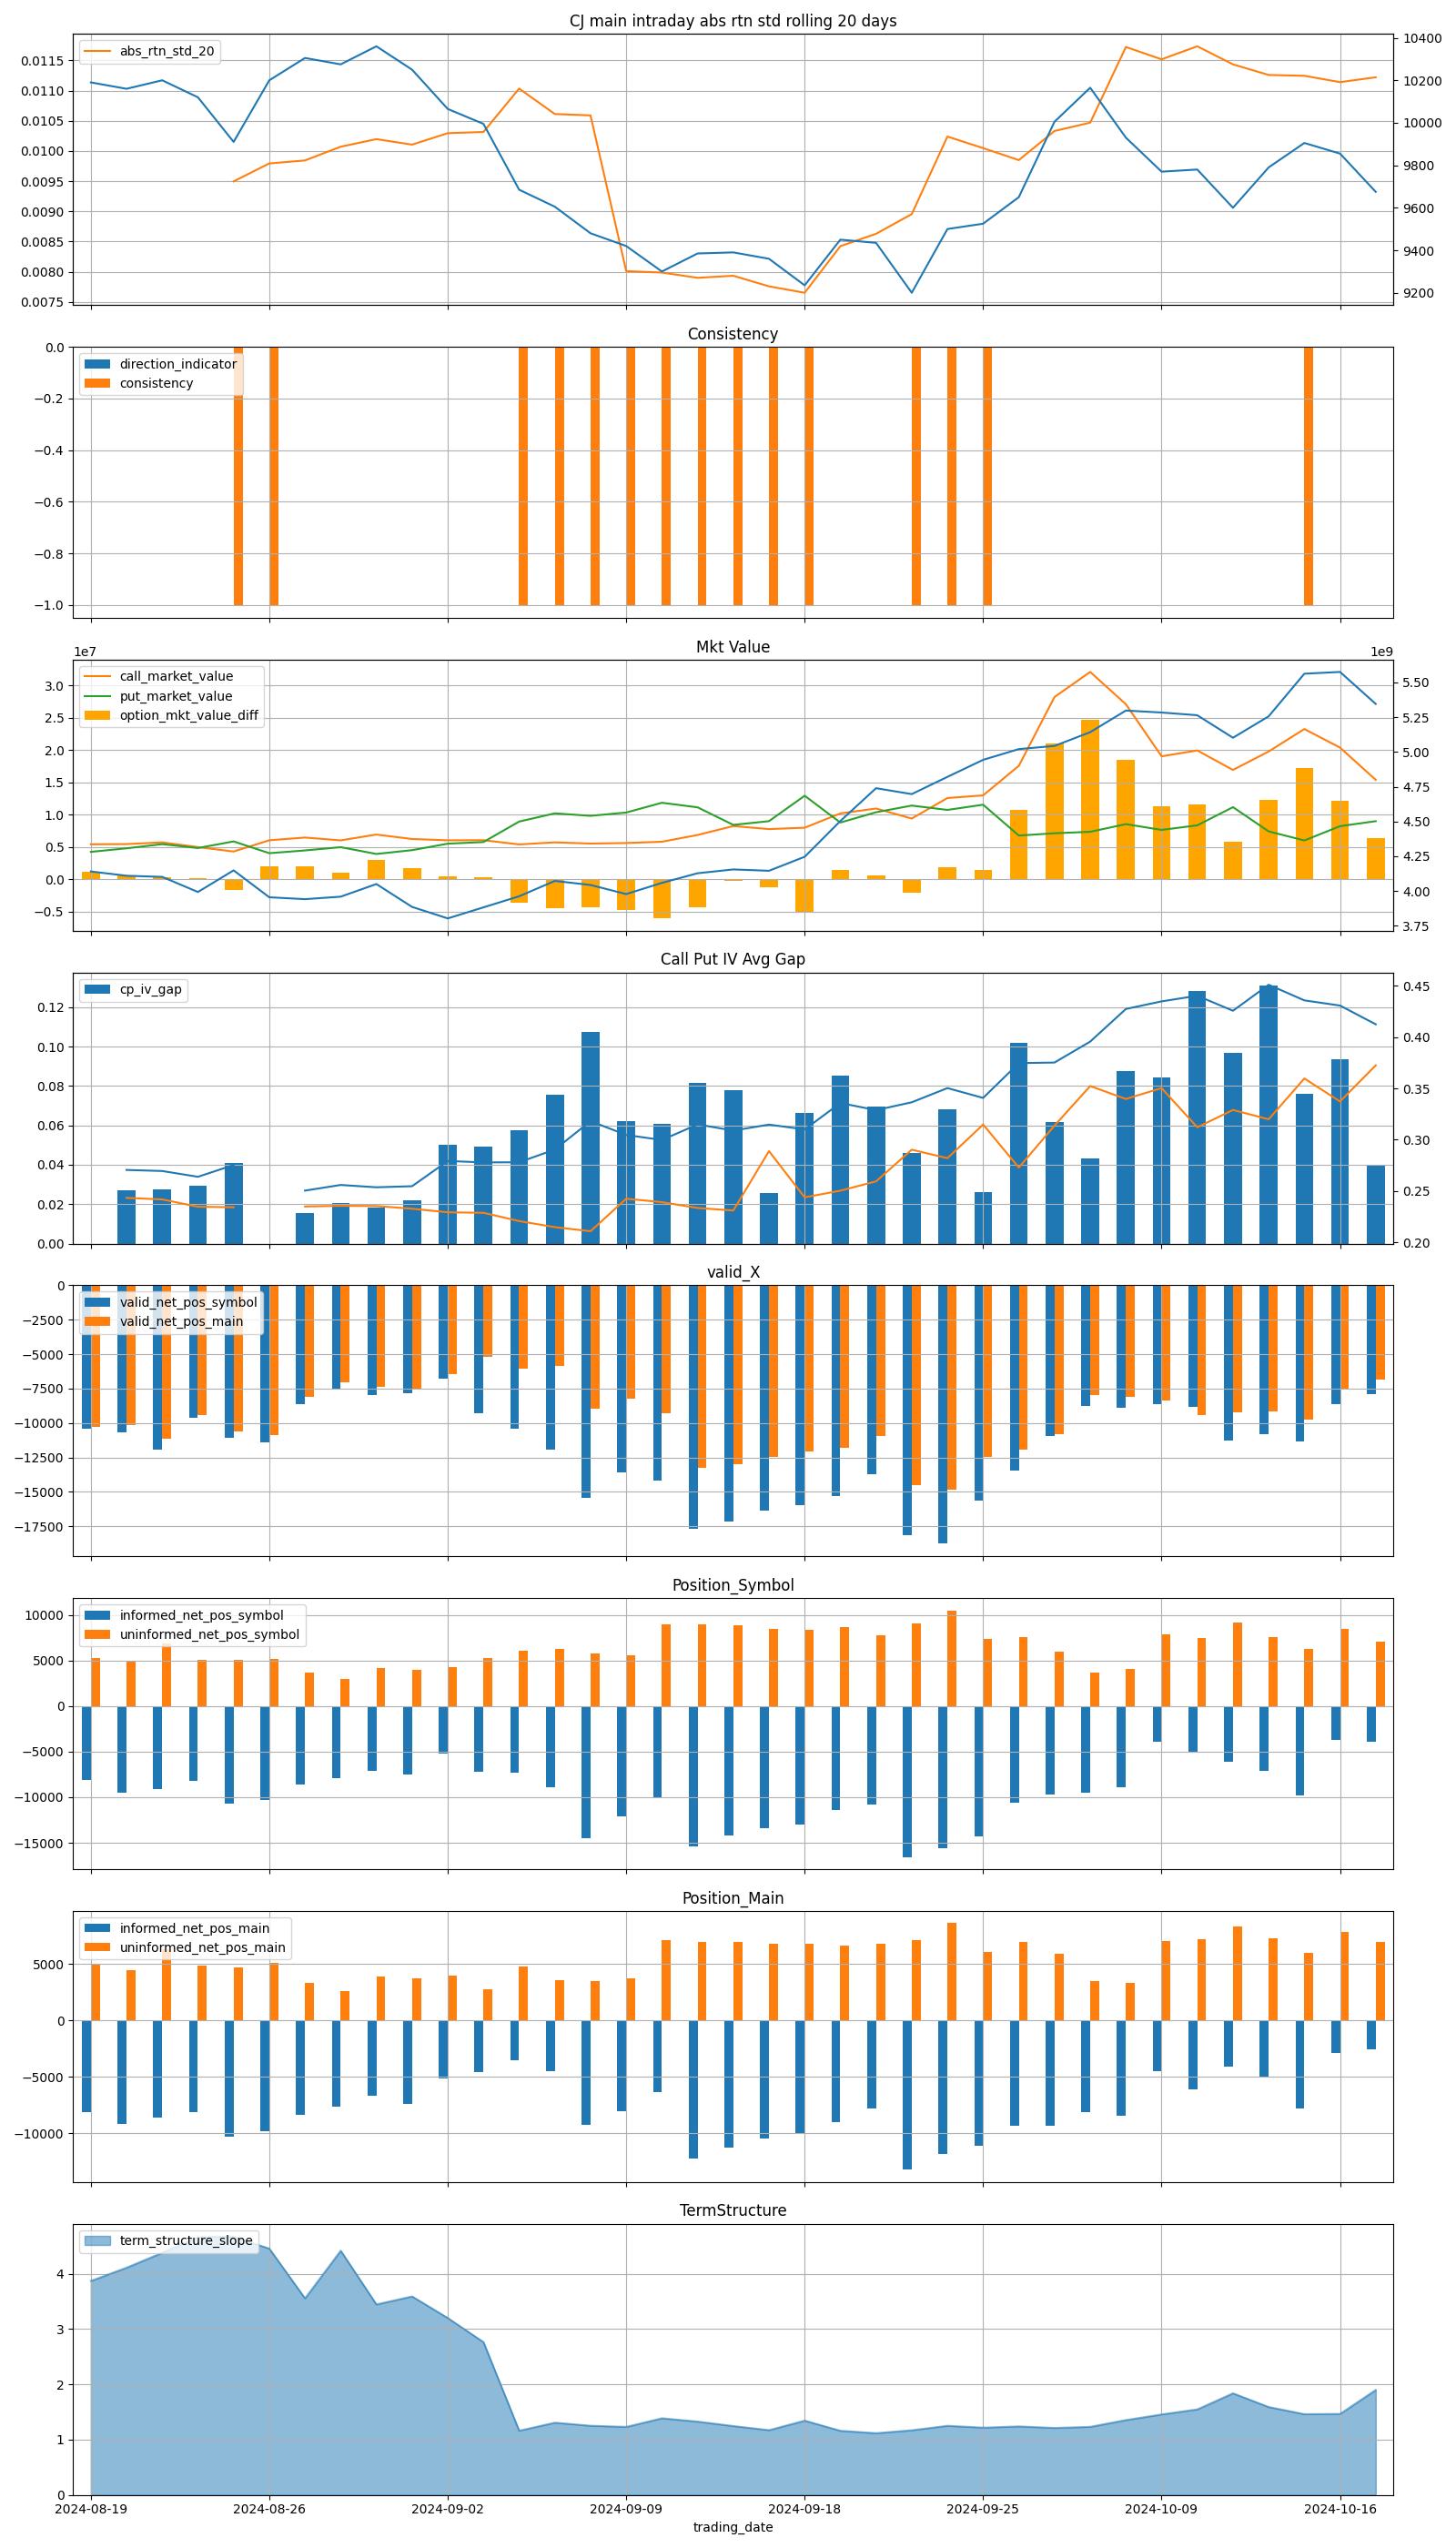 CJ main intraday abs rtn std rolling 20 days
abs_rtn_std_20
0.0115
0.0110
0.0105
0.0100
0.0095
0.0090
0.0085
0.0080
0.0075
10400
10200
10000
9800
9600
9400
9200
Consistency
direction_indicator
consistency
0.0
−0.2
−0.4
−0.6
−0.8
−1.0
Mkt Value
1e7
1e9
call_market_value
put_market_value
option_mkt_value_diff
3.0
2.5
2.0
1.5
1.0
0.5
0.0
−0.5
5.50
5.25
5.00
4.75
4.50
4.25
4.00
3.75
Call Put IV Avg Gap
cp_iv_gap
0.12
0.10
0.08
0.06
0.04
0.02
0.00
0.45
0.40
0.35
0.30
0.25
0.20
valid_X
valid_net_pos_symbol
valid_net_pos_main
0
−2500
−5000
−7500
−10000
−12500
−15000
−17500
Position_Symbol
informed_net_pos_symbol
uninformed_net_pos_symbol
10000
5000
0
−5000
−10000
−15000
Position_Main
informed_net_pos_main
uninformed_net_pos_main
5000
0
−5000
−10000
TermStructure
term_structure_slope
4
3
2
1
0
2024-08-19 2024-08-26 2024-09-02 2024-09-09 2024-09-18 2024-09-25 2024-10-09 2024-10-16
trading_date